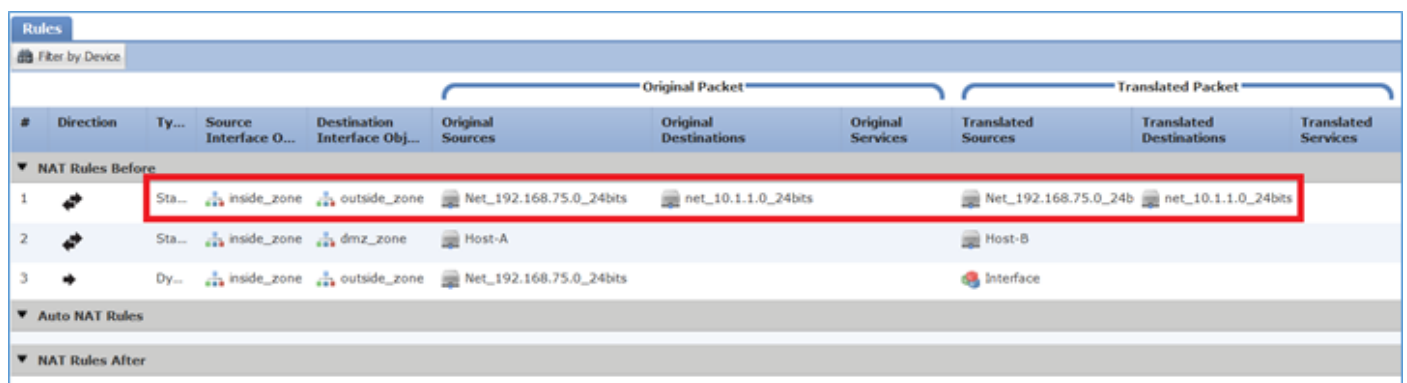 Rules
Filter by Device
Original Packet Translated Packet
# Direction Ty... Source Interface O... Destination Interface Obj... Original Sources Original Destinations Original Services Translated Sources Translated Destinations Translated Services
NAT Rules Before
1 Sta... inside_zone outside_zone Net_192.168.75.0_24bits net_10.1.1.0_24bits Net_192.168.75.0_24b net_10.1.1.0_24bits
2 Sta... inside_zone dmz_zone Host-A Host-B
3 Dy... inside_zone outside_zone Net_192.168.75.0_24bits Interface
Auto NAT Rules
NAT Rules After